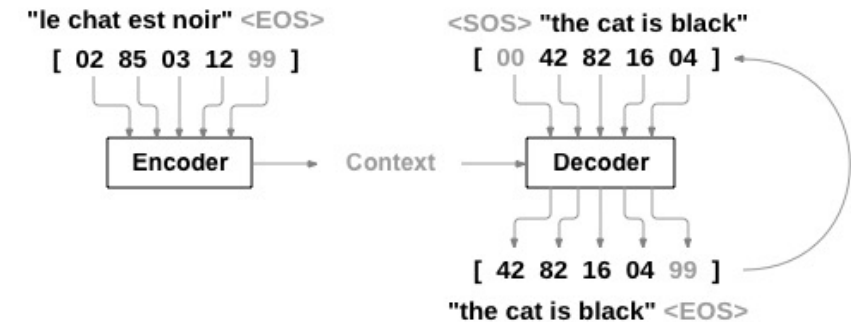 "le chat est noir" <EOS>
[ 02 85 03 12 99 ]
Encoder
Context
<SOS> "the cat is black"
[ 00 42 82 16 04 ]
Decoder
[ 42 82 16 04 99 ]
"the cat is black" <EOS>